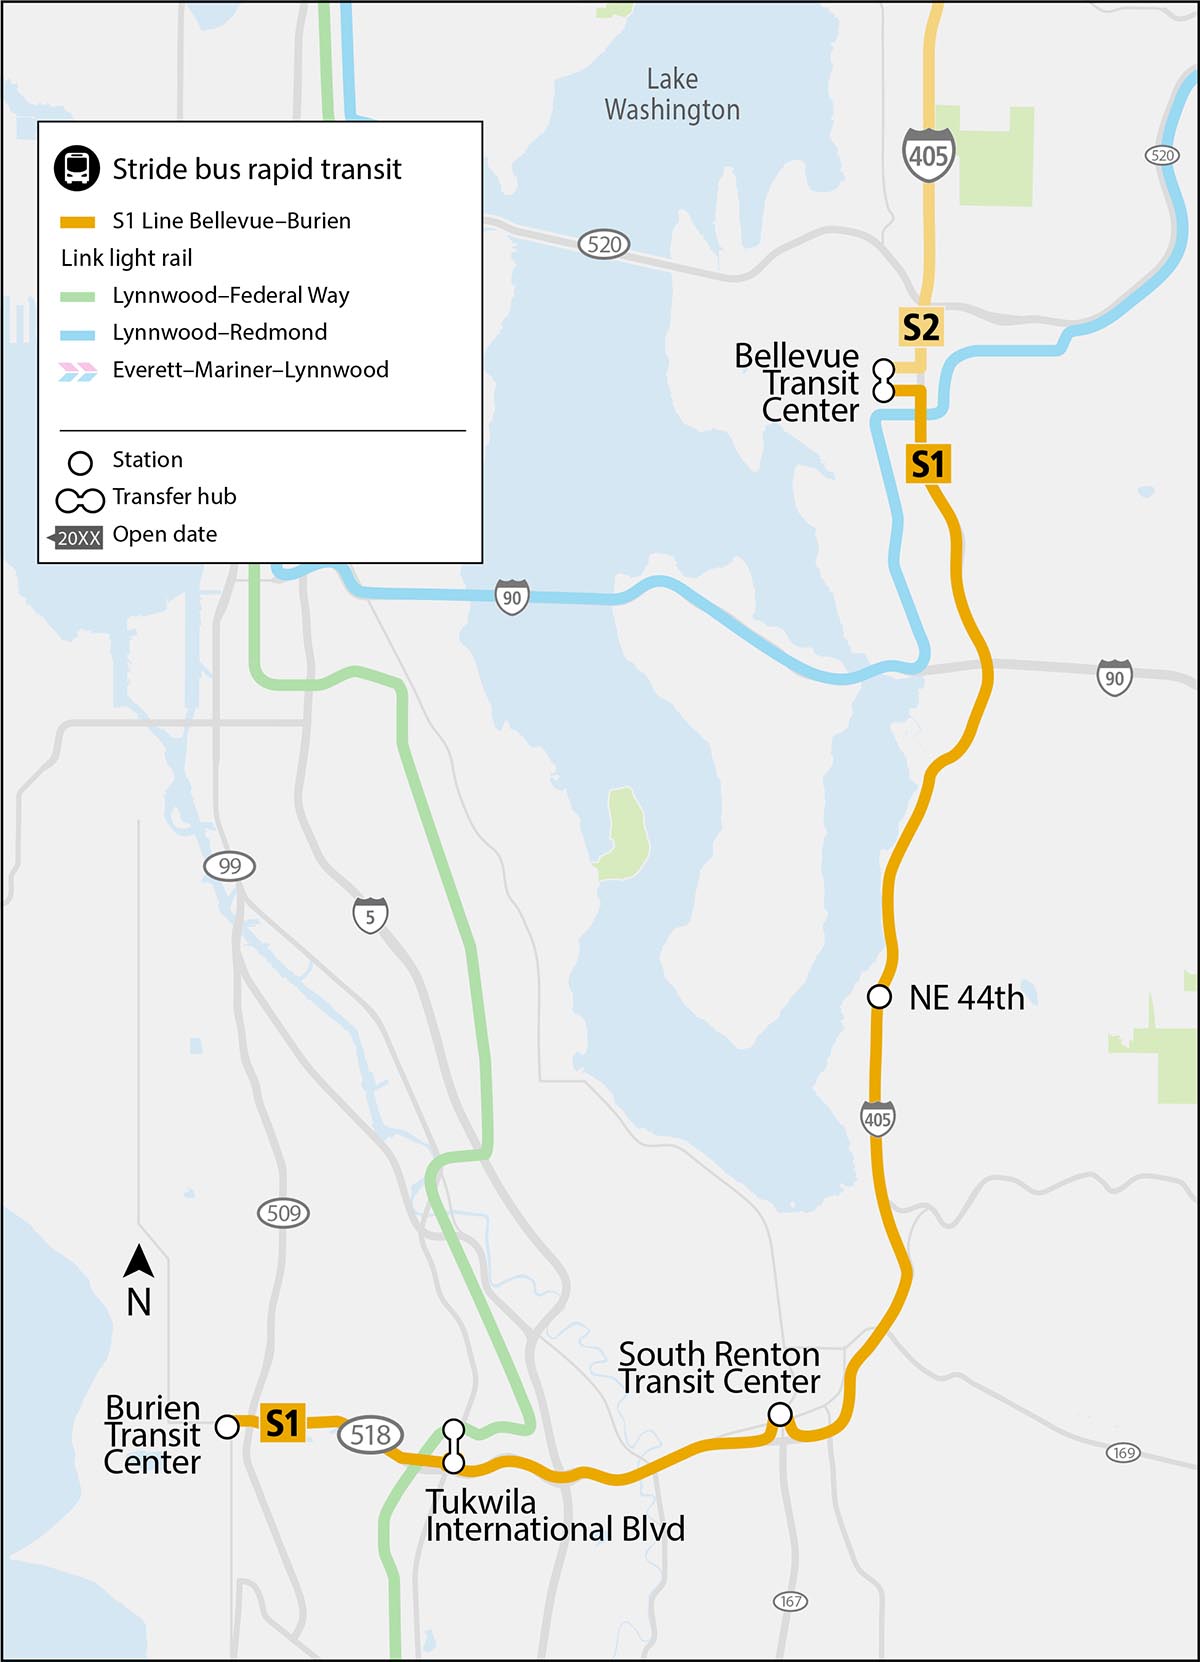 Lake
Washington
405
520
Stride bus rapid transit
S1 Line Bellevue–Burien
Link light rail
Lynnwood–Federal Way
Lynnwood–Redmond
Everett–Mariner–Lynnwood
Station
Transfer hub
20XX Open date
520
S2
Bellevue
Transit
Center
S1
90
90
99
5
NE 44th
405
509
N
South Renton
Transit Center
Burien
Transit
Center
S1
518
169
Tukwila
International Blvd
167